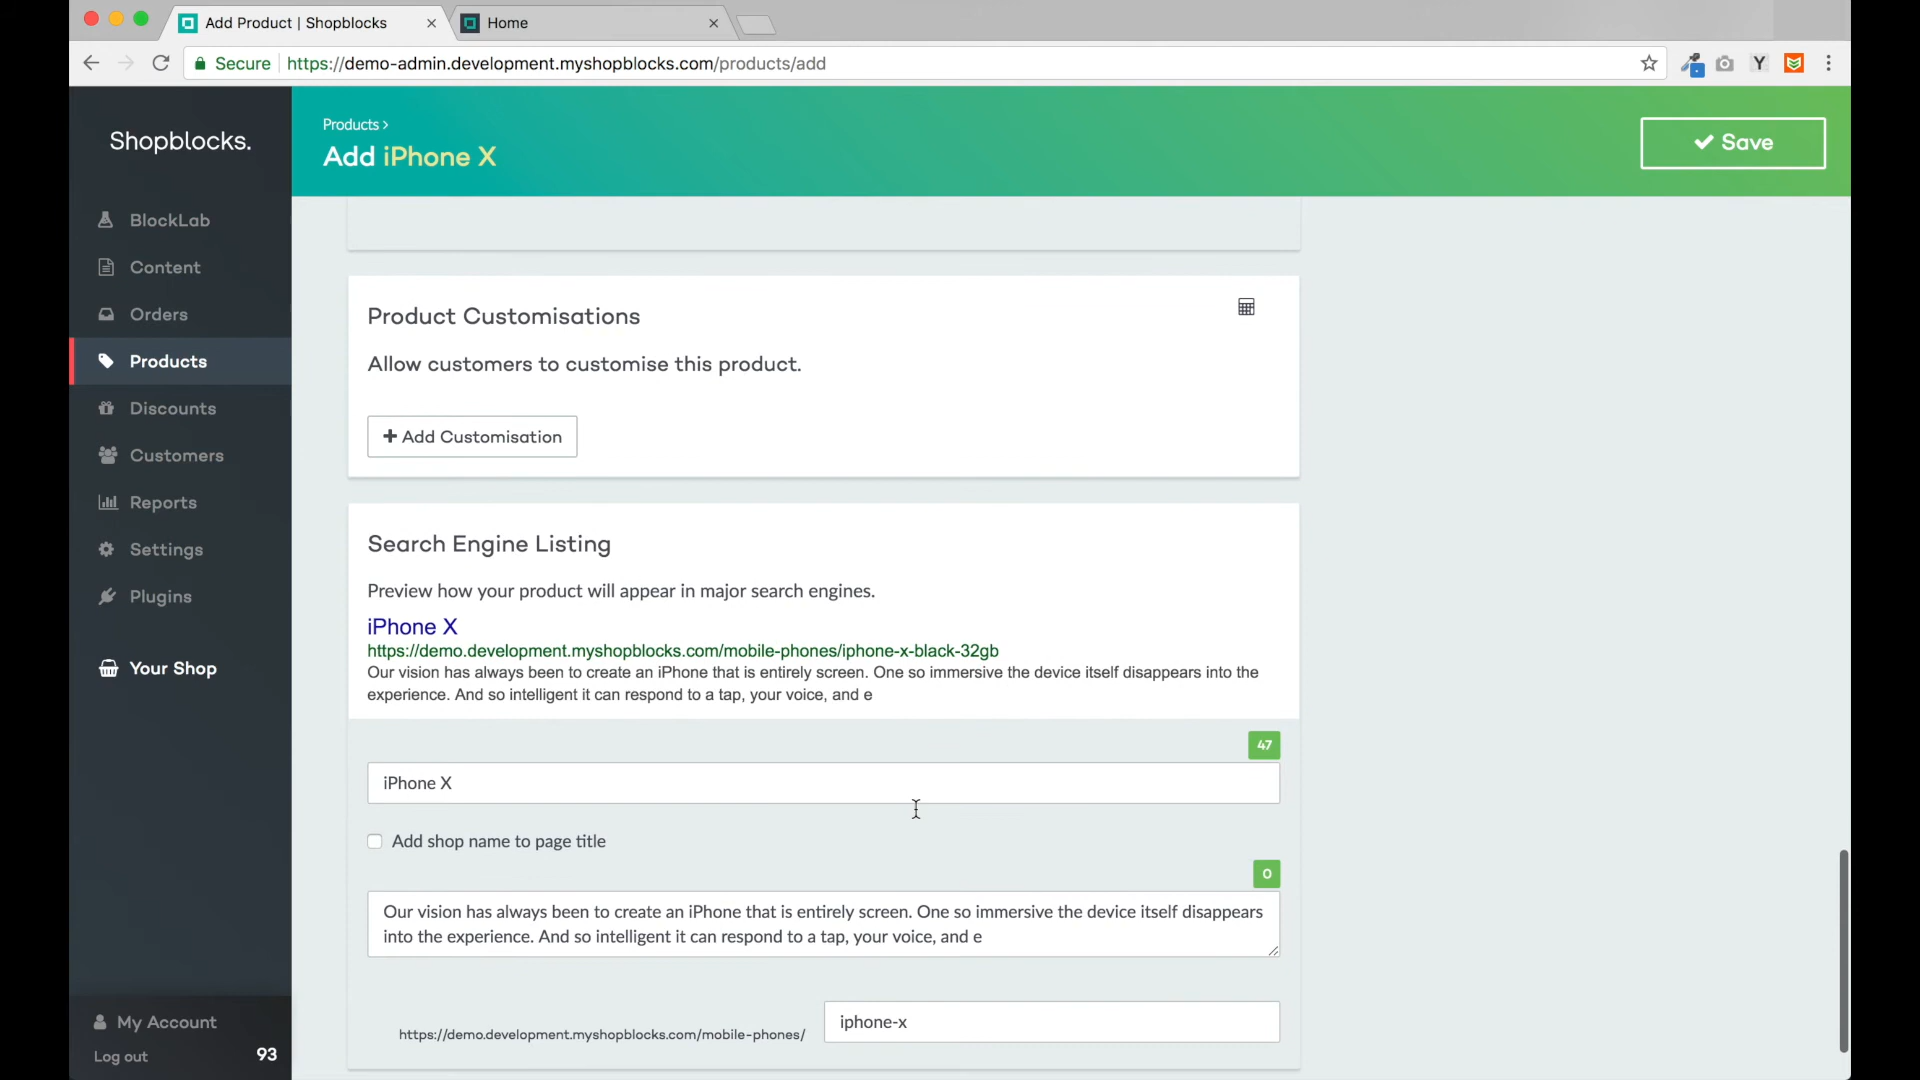 Add Product | Shopblocks
Home
Secure https://demo-admin.development.myshopblocks.com/products/add
Shopblocks.
BlockLab
Content
Orders
Products
Discounts
Customers
Reports
Settings
Plugins
Your Shop
My Account
Log out 93
Products >
Add iPhone X
Save
Product Customisations
Allow customers to customise this product.
+ Add Customisation
Search Engine Listing
Preview how your product will appear in major search engines.
iPhone X
https://demo.development.myshopblocks.com/mobile-phones/iphone-x-black-32gb
Our vision has always been to create an iPhone that is entirely screen. One so immersive the device itself disappears into the
experience. And so intelligent it can respond to a tap, your voice, and e
47
iPhone X
Add shop name to page title
0
Our vision has always been to create an iPhone that is entirely screen. One so immersive the device itself disappears
into the experience. And so intelligent it can respond to a tap, your voice, and e
https://demo.development.myshopblocks.com/mobile-phones/ iphone-x